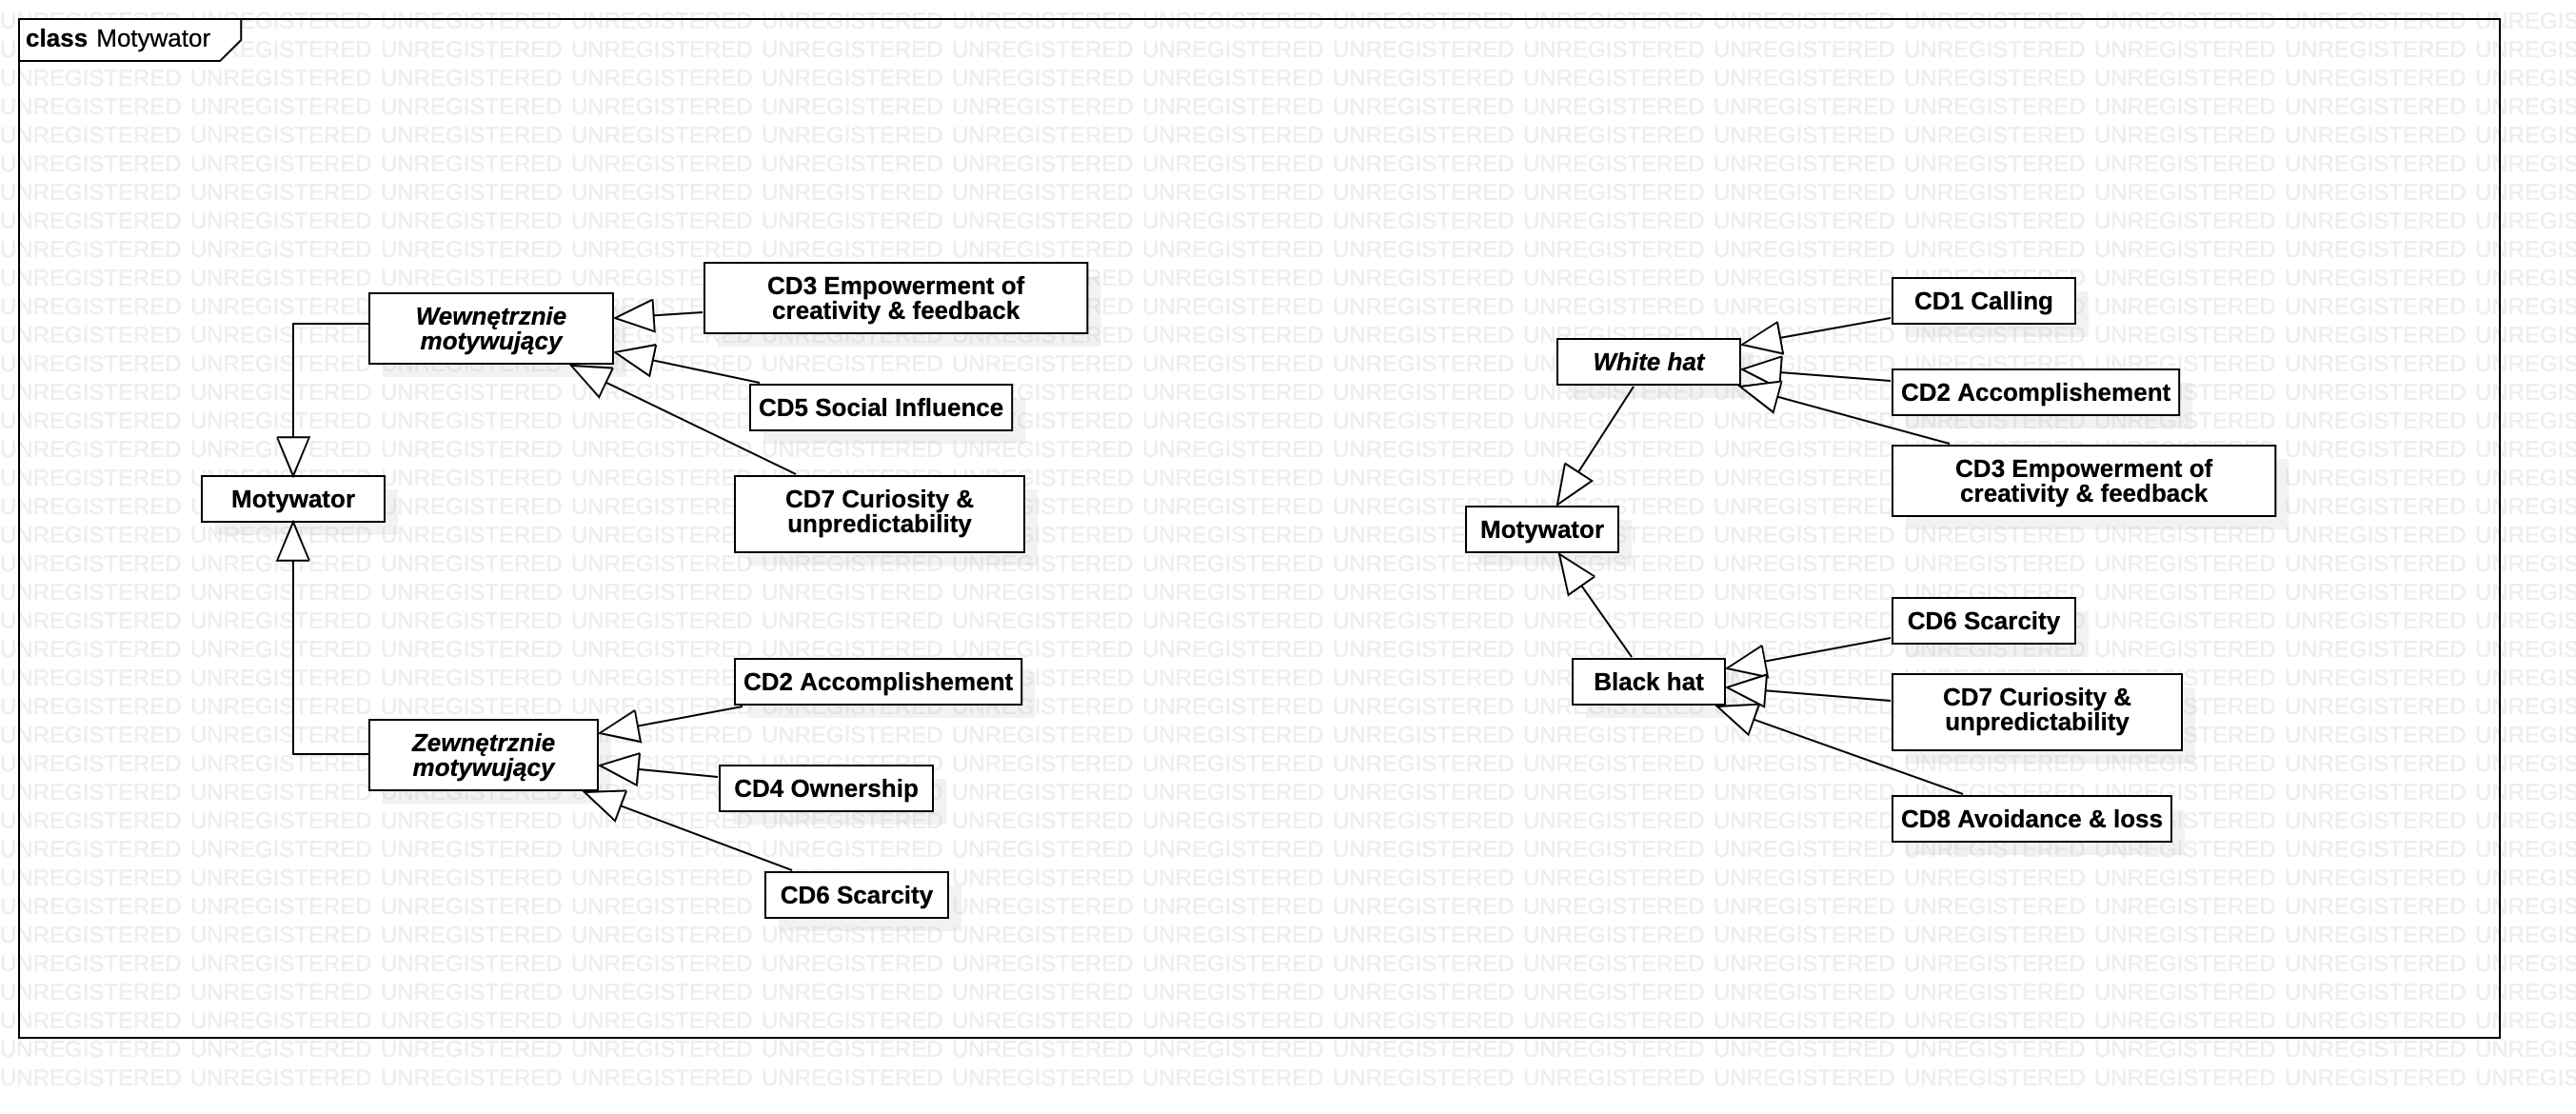 class Motywator
Wewnętrznie
motywujący
CD3 Empowerment of
creativity & feedback
CD5 Social Influence
CD7 Curiosity &
unpredictability
Motywator
Zewnętrznie
motywujący
CD2 Accomplishement
CD4 Ownership
CD6 Scarcity
White hat
CD1 Calling
CD2 Accomplishement
CD3 Empowerment of
creativity & feedback
Motywator
Black hat
CD6 Scarcity
CD7 Curiosity &
unpredictability
CD8 Avoidance & loss
UNREGISTERED